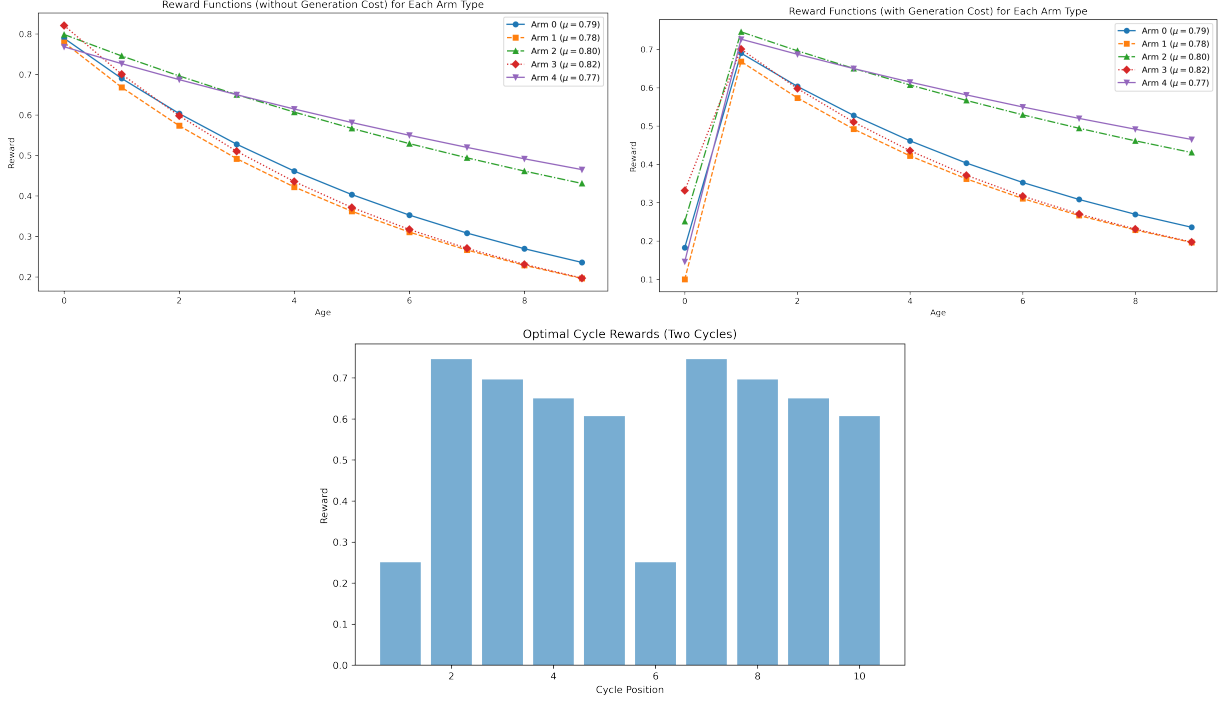 Reward Functions (without Generation Cost) for Each Arm Type
Reward
0.8
0.7
0.6
0.5
0.4
0.3
0.2
0 2 4 6 8
Age
Arm 0 (μ = 0.79)
Arm 1 (μ = 0.78)
Arm 2 (μ = 0.80)
Arm 3 (μ = 0.82)
Arm 4 (μ = 0.77)
Reward Functions (with Generation Cost) for Each Arm Type
Reward
0.7
0.6
0.5
0.4
0.3
0.2
0.1
0 2 4 6 8
Age
Arm 0 (μ = 0.79)
Arm 1 (μ = 0.78)
Arm 2 (μ = 0.80)
Arm 3 (μ = 0.82)
Arm 4 (μ = 0.77)
Optimal Cycle Rewards (Two Cycles)
Reward
0.7
0.6
0.5
0.4
0.3
0.2
0.1
0.0
2 4 6 8 10
Cycle Position